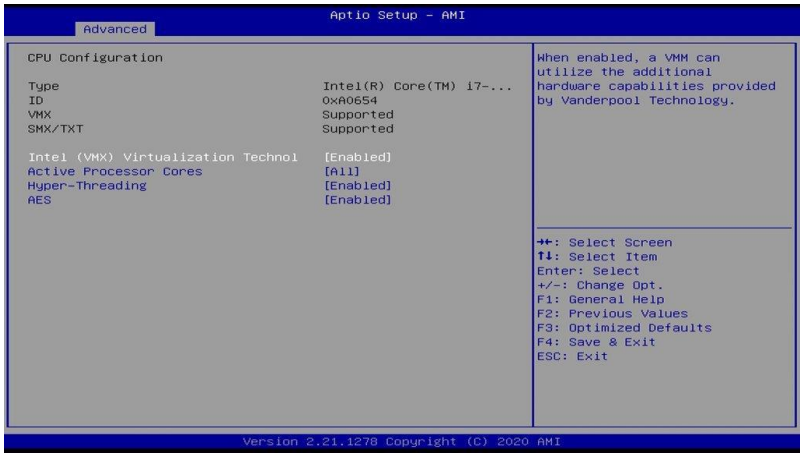 Aptio Setup – AMI
Advanced
CPU Configuration
Type Intel(R) Core(TM) i7-...
ID 0xA0654
VMX Supported
SMX/TXT Supported
Intel (VMX) Virtualization Technol [Enabled]
Active Processor Cores [All]
Hyper-Threading [Enabled]
AES [Enabled]
When enabled, a VMM can
utilize the additional
hardware capabilities provided
by Vanderpool Technology.
→←: Select Screen
↑↓: Select Item
Enter: Select
+/-: Change Opt.
F1: General Help
F2: Previous Values
F3: Optimized Defaults
F4: Save & Exit
ESC: Exit
Version 2.21.1278 Copyright (C) 2020 AMI